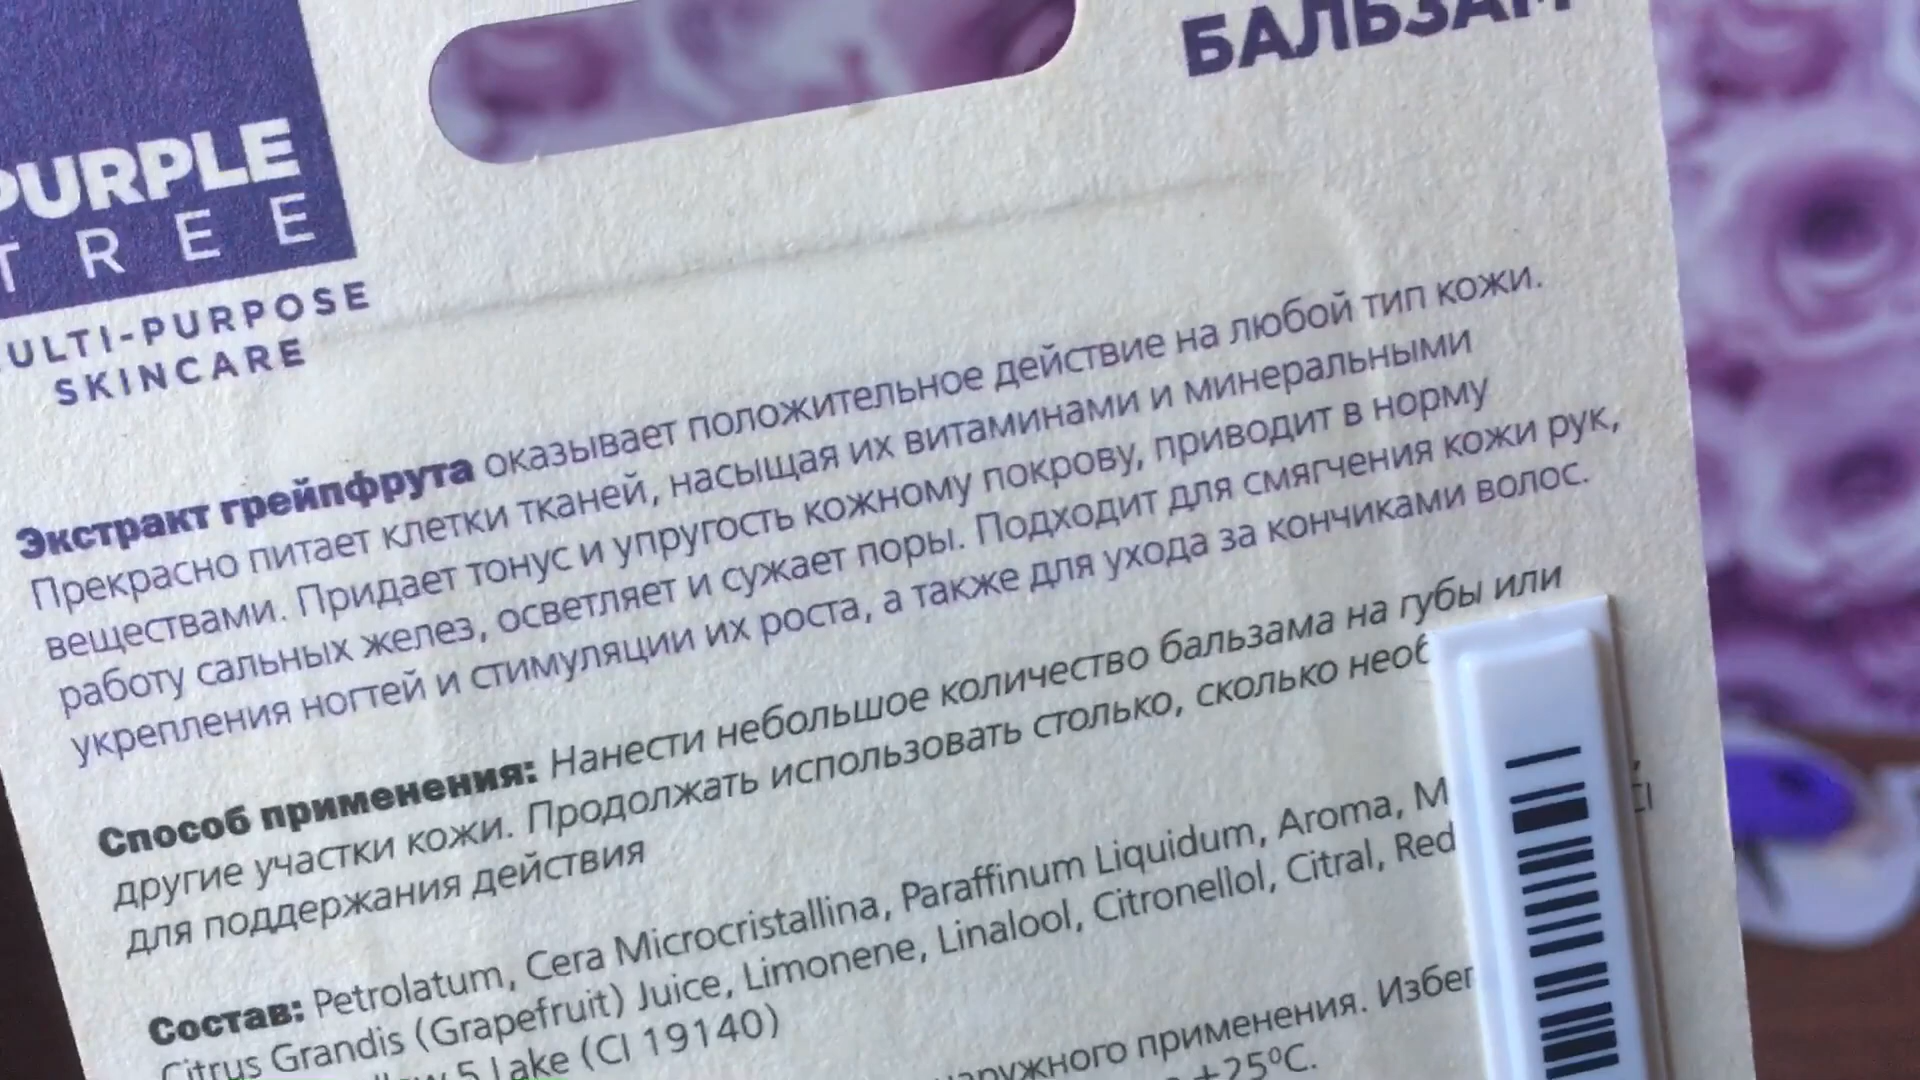 БАЛЬЗАМ
PURPLE
TREE
ULTI-PURPOSE
SKINCARE
Экстракт грейпфрута оказывает положительное действие на любой тип кожи.
Прекрасно питает клетки тканей, насыщая их витаминами и минеральными
веществами. Придает тонус и упругость кожному покрову, приводит в норму
работу сальных желез, осветляет и сужает поры. Подходит для смягчения кожи рук,
укрепления ногтей и стимуляции их роста, а также для ухода за кончиками волос.
Способ применения: Нанести небольшое количество бальзама на губы или
другие участки кожи. Продолжать использовать столько, сколько необ
для поддержания действия
Состав: Petrolatum, Cera Microcristallina, Paraffinum Liquidum, Aroma, M
Citrus Grandis (Grapefruit) Juice, Limonene, Linalool, Citronellol, Citral, Red CI
5 Lake (CI 19140)
применения. Избег
+25°C.